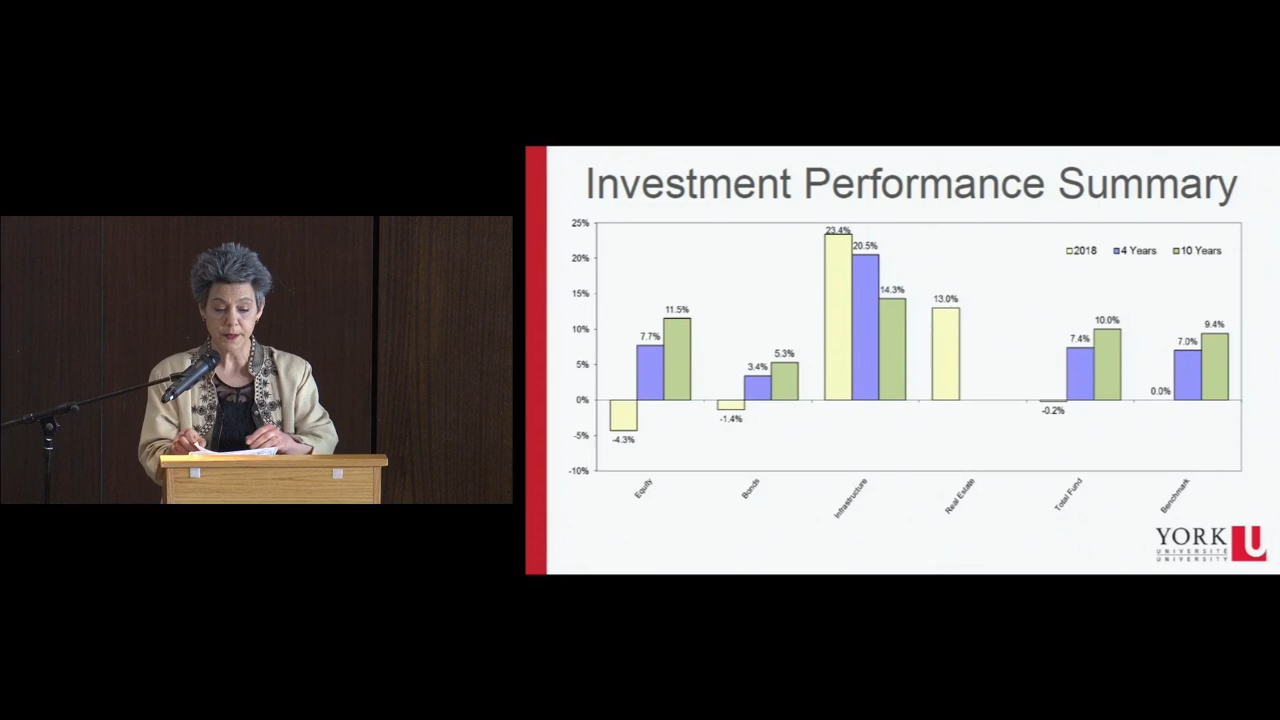 Investment Performance Summary
25%
20%
15%
10%
5%
0%
-5%
-10%
2018 4 Years 10 Years
-4.3% 7.7% 11.5%
-1.4% 3.4% 5.3%
23.4% 20.5% 14.3%
13.0%
-0.2% 7.4% 10.0%
0.0% 7.0% 9.4%
Equity
Bonds
Infrastructure
Real Estate
Total Fund
Benchmark
YORK U
UNIVERSITÉ
UNIVERSITY